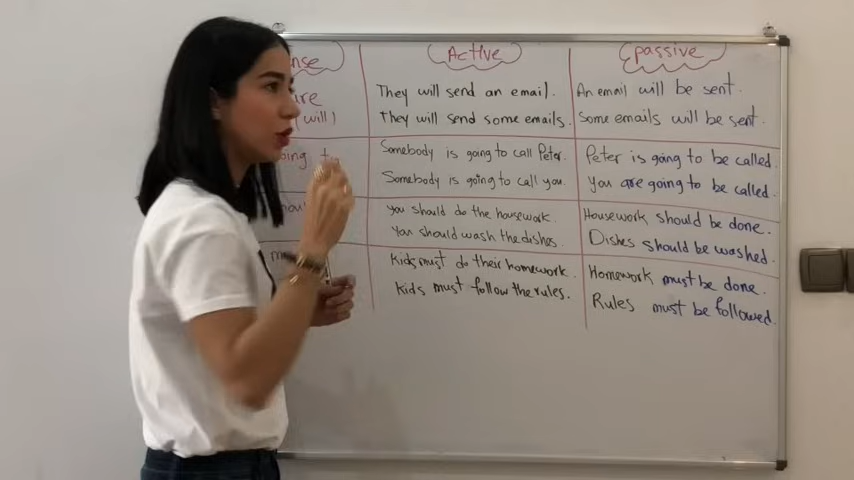 Active
passive
They will send an email.
An email will be sent.
(will)
They will send some emails.
Some emails will be sent.
Somebody is going to call Peter.
Peter is going to be called.
Somebody is going to call you.
You are going to be called.
you should do the housework.
Housework should be done.
You should wash the dishes.
Dishes should be washed.
Kids must do their homework.
Homework must be done.
Kids must follow the rules.
Rules must be followed.